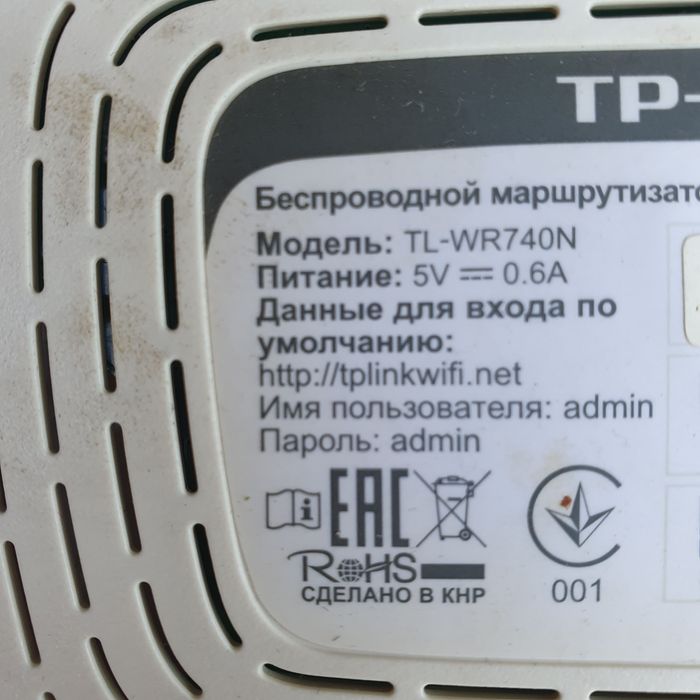 TP-
Беспроводной маршрутизато
Модель: TL-WR740N
Питание: 5V ⎓ 0.6A
Данные для входа по
умолчанию:
http://tplinkwifi.net
Имя пользователя: admin
Пароль: admin
EAC
RoHS
СДЕЛАНО В КНР
001